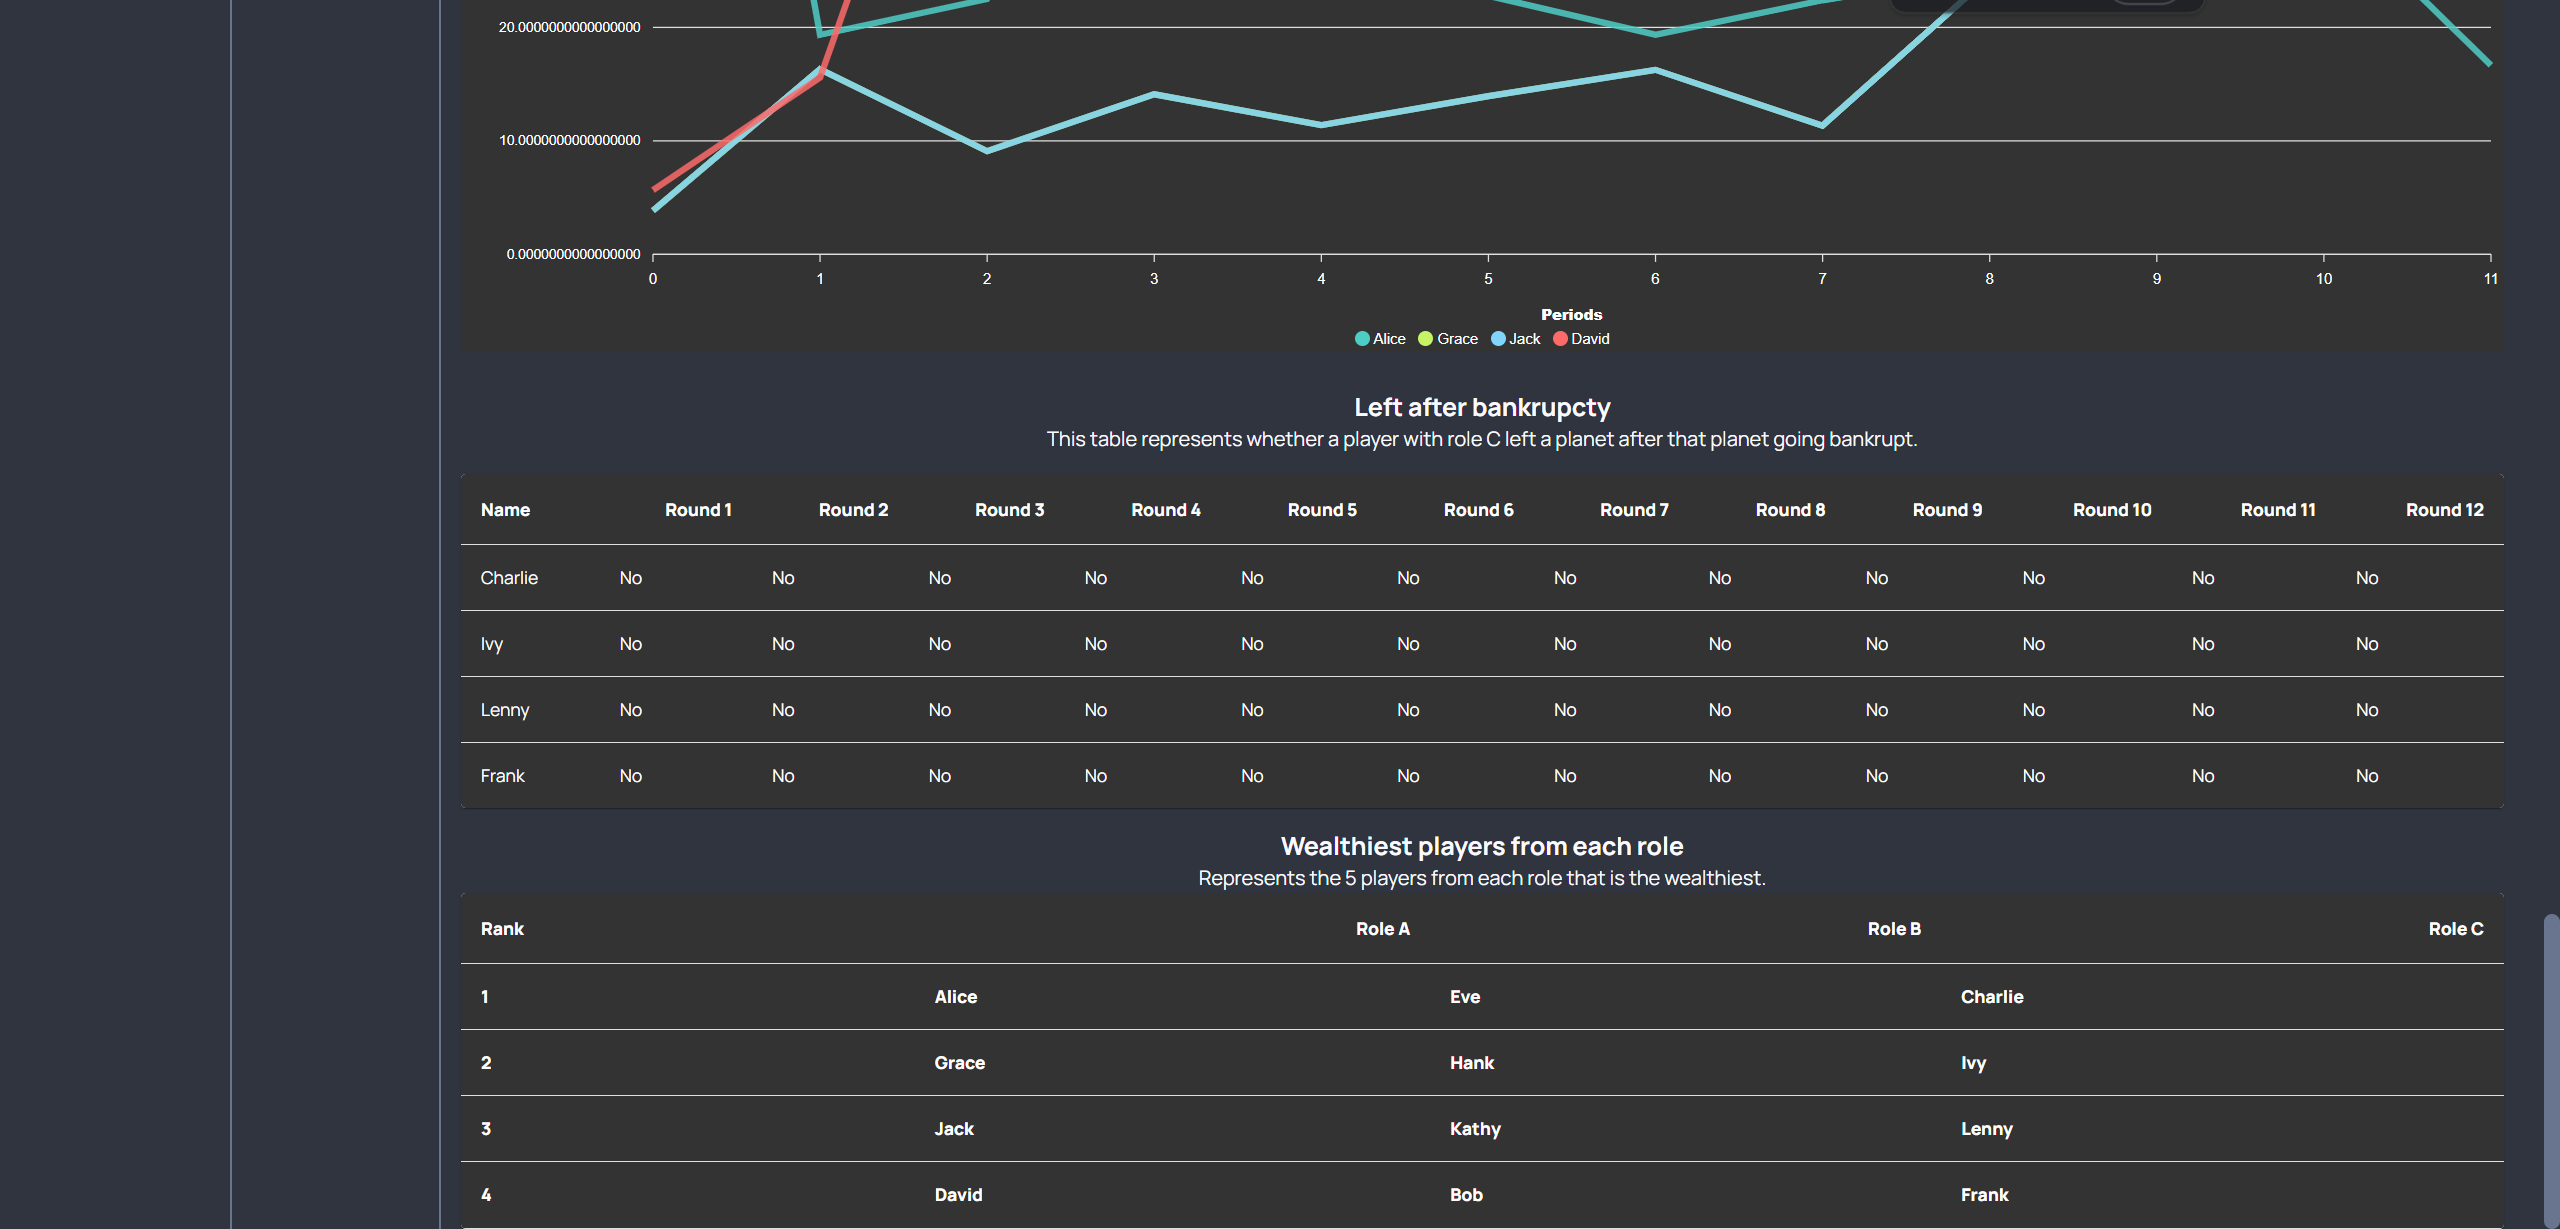 20.0000000000000000
10.0000000000000000
0.0000000000000000
0 1 2 3 4 5 6 7 8 9 10 11
Periods
Alice Grace Jack David
Left after bankrupcty
This table represents whether a player with role C left a planet after that planet going bankrupt.
Name Round 1 Round 2 Round 3 Round 4 Round 5 Round 6 Round 7 Round 8 Round 9 Round 10 Round 11 Round 12
Charlie No No No No No No No No No No No No
Ivy No No No No No No No No No No No No
Lenny No No No No No No No No No No No No
Frank No No No No No No No No No No No No
Wealthiest players from each role
Represents the 5 players from each role that is the wealthiest.
Rank Role A Role B Role C
1 Alice Eve Charlie
2 Grace Hank Ivy
3 Jack Kathy Lenny
4 David Bob Frank